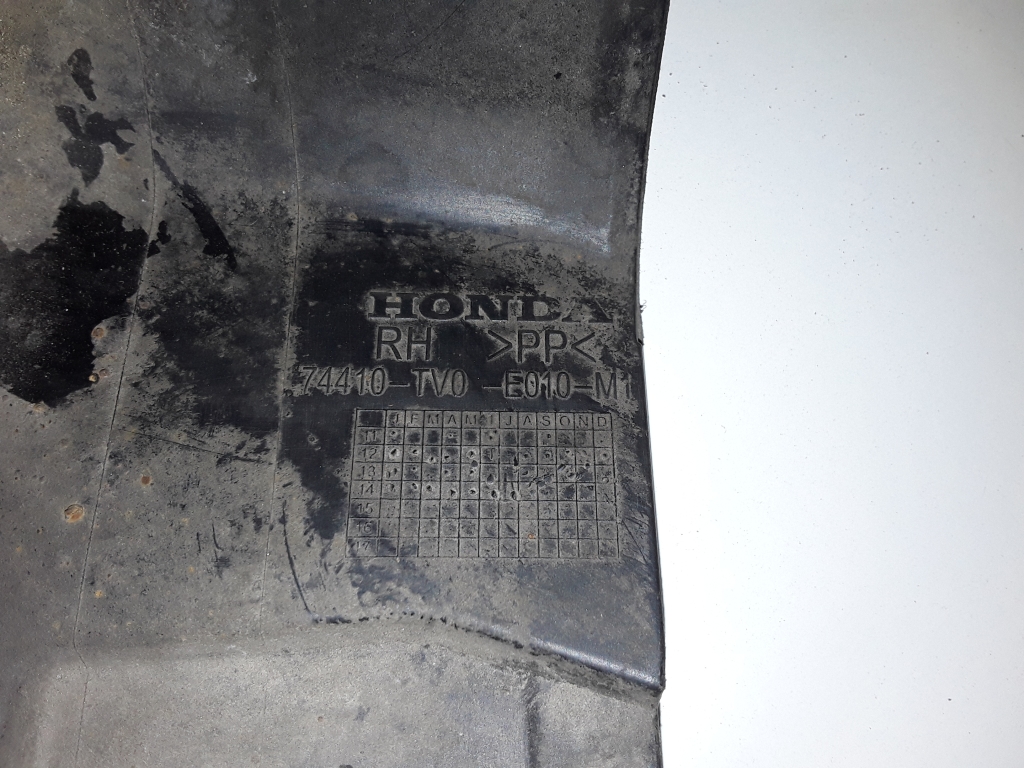 HONDA
RH >PP<
74410-TV0 -E010-M1
J F M A M J J A S O N D
11
12
13
14
15
16